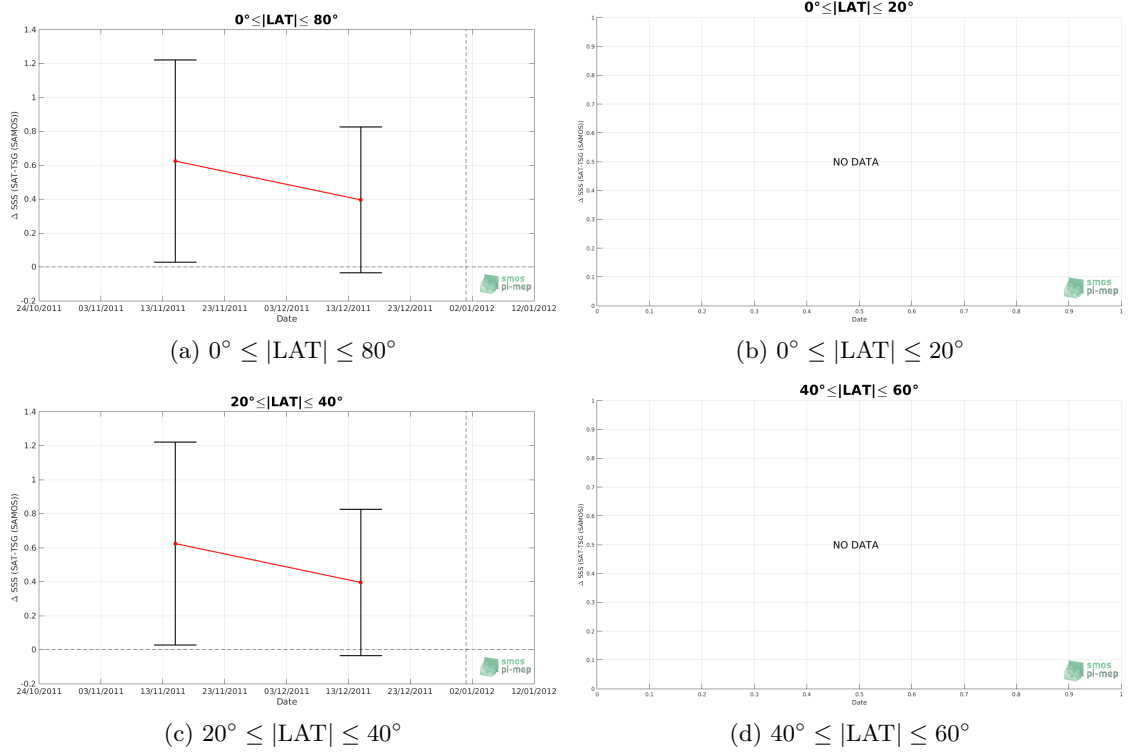 0°≤|LAT|≤ 80°
1.4
1.2
1
0.8
0.6
0.4
0.2
0
-0.2
Δ SSS (SAT-TSG (SAMOS))
24/10/2011 03/11/2011 13/11/2011 23/11/2011 03/12/2011 13/12/2011 23/12/2011 02/01/2012 12/01/2012
Date
smos
pi-mep
(a) 0° ≤ |LAT| ≤ 80°
0°≤|LAT|≤ 20°
1
0.9
0.8
0.7
0.6
0.5
0.4
0.3
0.2
0.1
0
Δ SSS (SAT-TSG (SAMOS))
NO DATA
0 0.1 0.2 0.3 0.4 0.5 0.6 0.7 0.8 0.9 1
Date
smos
pi-mep
(b) 0° ≤ |LAT| ≤ 20°
20°≤|LAT|≤ 40°
1.4
1.2
1
0.8
0.6
0.4
0.2
0
-0.2
Δ SSS (SAT-TSG (SAMOS))
24/10/2011 03/11/2011 13/11/2011 23/11/2011 03/12/2011 13/12/2011 23/12/2011 02/01/2012 12/01/2012
Date
smos
pi-mep
(c) 20° ≤ |LAT| ≤ 40°
40°≤|LAT|≤ 60°
1
0.9
0.8
0.7
0.6
0.5
0.4
0.3
0.2
0.1
0
Δ SSS (SAT-TSG (SAMOS))
NO DATA
0 0.1 0.2 0.3 0.4 0.5 0.6 0.7 0.8 0.9 1
Date
smos
pi-mep
(d) 40° ≤ |LAT| ≤ 60°